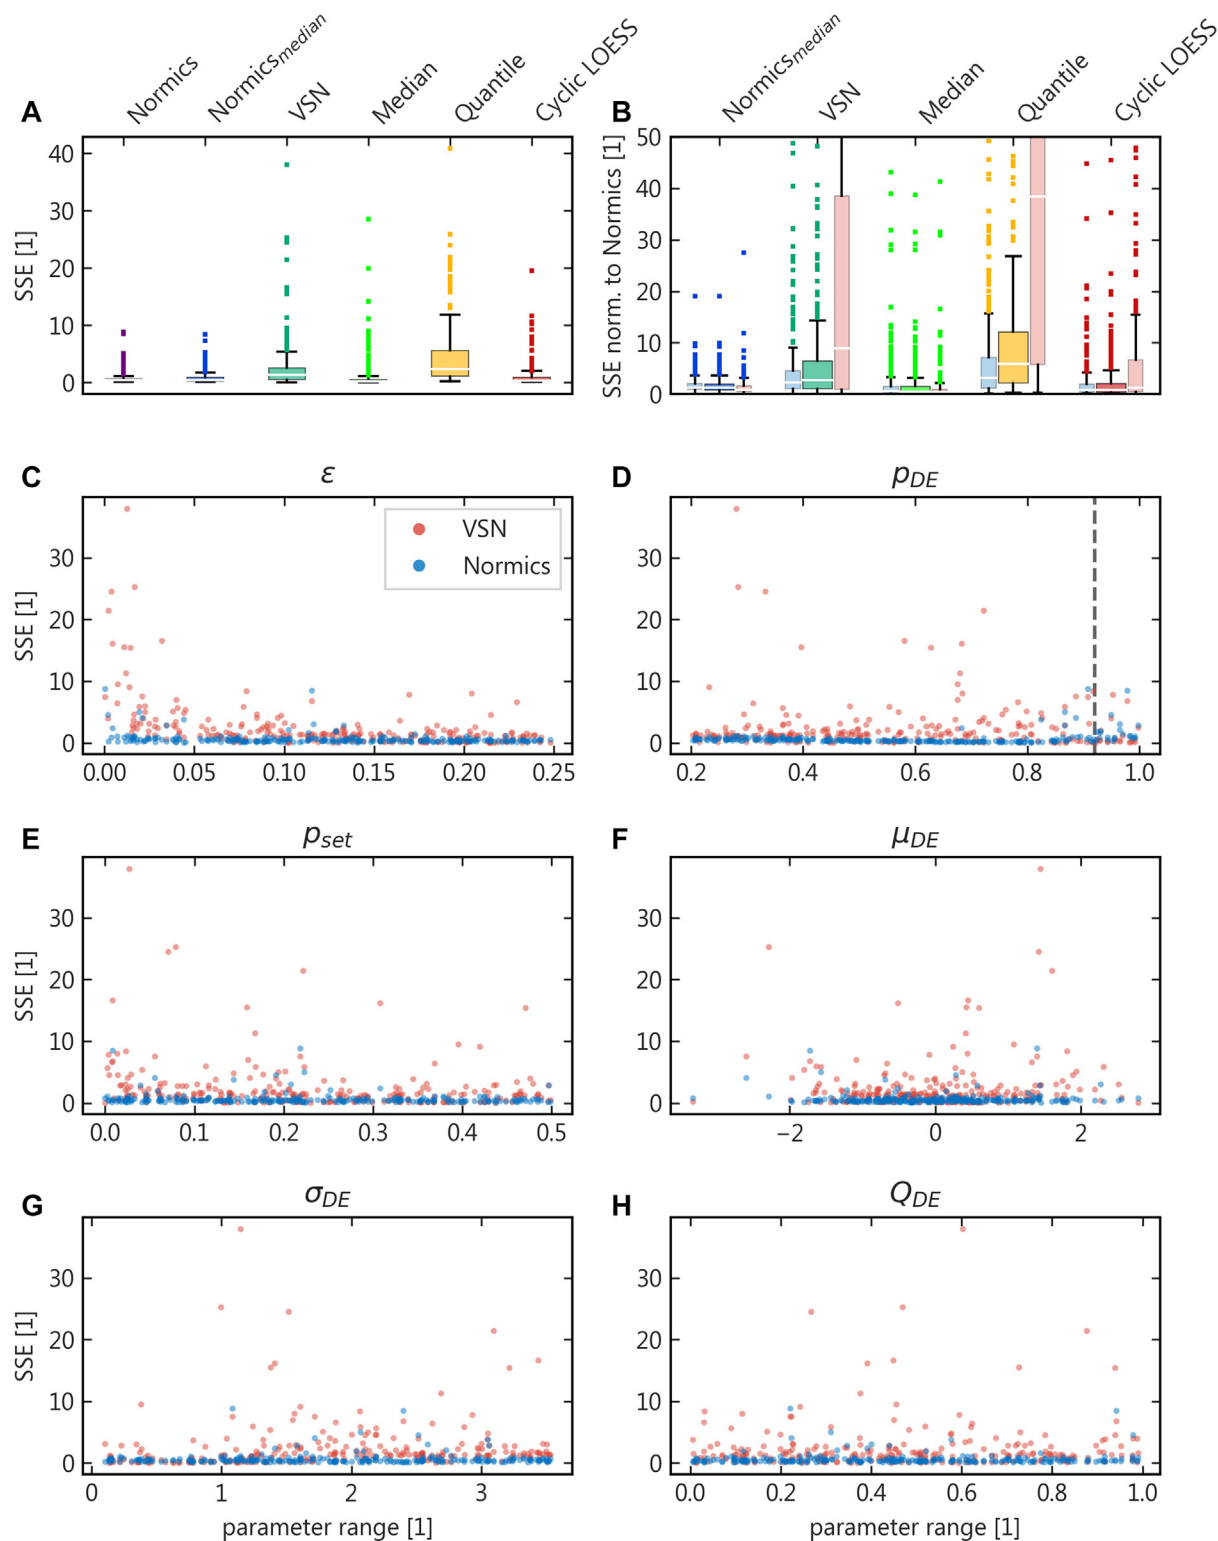 A
Normics
Normics_median
VSN
Median
Quantile
Cyclic LOESS
SSE [1]
40
30
20
10
0
B
Normics_median
VSN
Median
Quantile
Cyclic LOESS
SSE norm. to Normics [1]
50
40
30
20
10
0
C
ε
VSN
Normics
SSE [1]
30
20
10
0
0.00 0.05 0.10 0.15 0.20 0.25
D
p_DE
30
20
10
0
0.2 0.4 0.6 0.8 1.0
E
p_set
SSE [1]
30
20
10
0
0.0 0.1 0.2 0.3 0.4 0.5
F
μ_DE
30
20
10
0
−2 0 2
G
σ_DE
SSE [1]
30
20
10
0
0 1 2 3
parameter range [1]
H
Q_DE
30
20
10
0
0.0 0.2 0.4 0.6 0.8 1.0
parameter range [1]